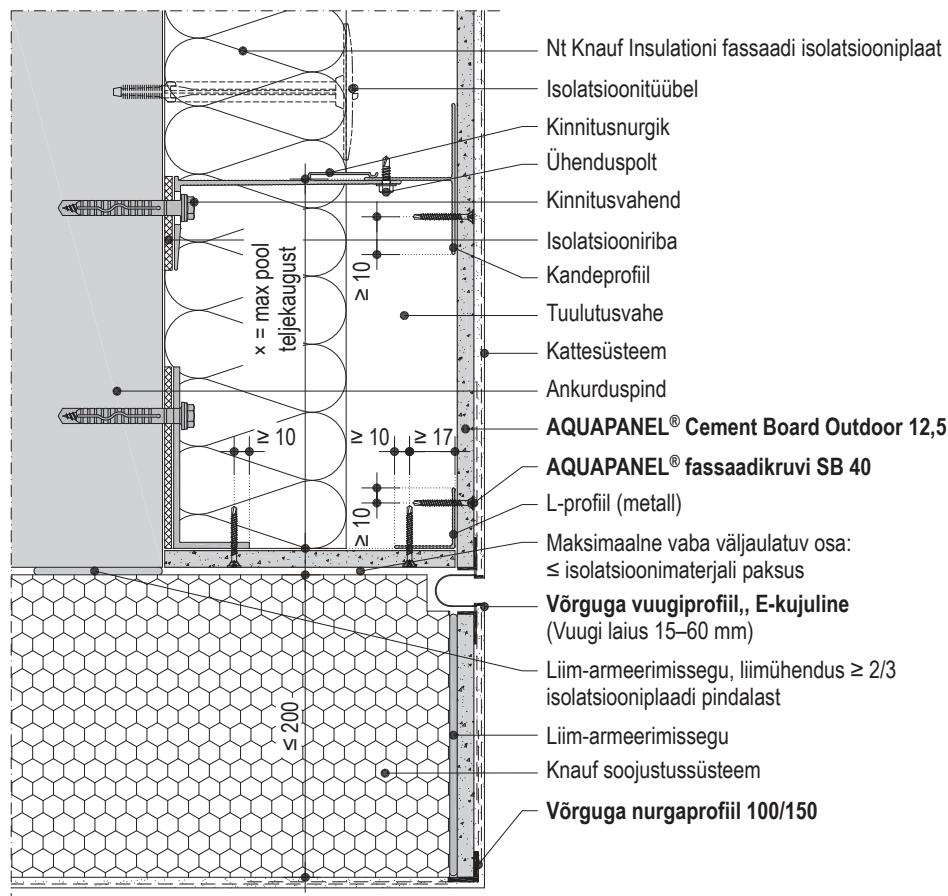 Nt Knauf Insulationi fassaadi isolatsiooniplaat
Isolatsioonitüübel
Kinnitusnurgik
Ühenduspolt
Kinnitusvahend
Isolatsiooniriba
Kandeprofiil
Tuulutusvahe
Kattesüsteem
Ankurduspind
AQUAPANEL® Cement Board Outdoor 12,5
AQUAPANEL® fassaadikruvi SB 40
L-profiil (metall)
Maksimaalne vaba väljaulatuv osa:
≤ isolatsioonimaterjali paksus
Võrguga vuugiprofiil,, E-kujuline
(Vuugi laius 15–60 mm)
Liim-armeerimissegu, liimühendus ≥ 2/3
isolatsiooniplaadi pindalast
Liim-armeerimissegu
Knauf soojustussüsteem
Võrguga nurgaprofiil 100/150
x = max pool
teljekaugust
≥ 10
≥ 10
≥ 10
≥ 17
≥ 10
≤ 200